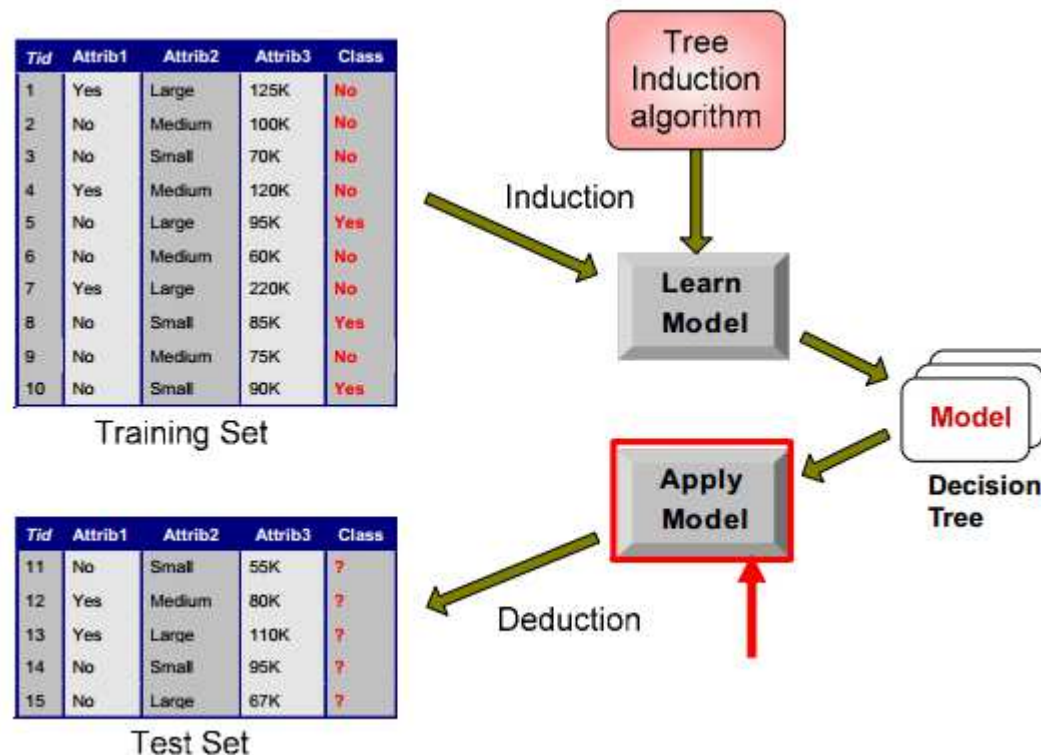 Tid Attrib1 Attrib2 Attrib3 Class
1 Yes Large 125K No
2 No Medium 100K No
3 No Small 70K No
4 Yes Medium 120K No
5 No Large 95K Yes
6 No Medium 60K No
7 Yes Large 220K No
8 No Small 85K Yes
9 No Medium 75K No
10 No Small 90K Yes
Training Set
Tree
Induction
algorithm
Induction
Learn
Model
Model
Decision
Tree
Apply
Model
Deduction
Tid Attrib1 Attrib2 Attrib3 Class
11 No Small 55K ?
12 Yes Medium 80K ?
13 Yes Large 110K ?
14 No Small 95K ?
15 No Large 67K ?
Test Set